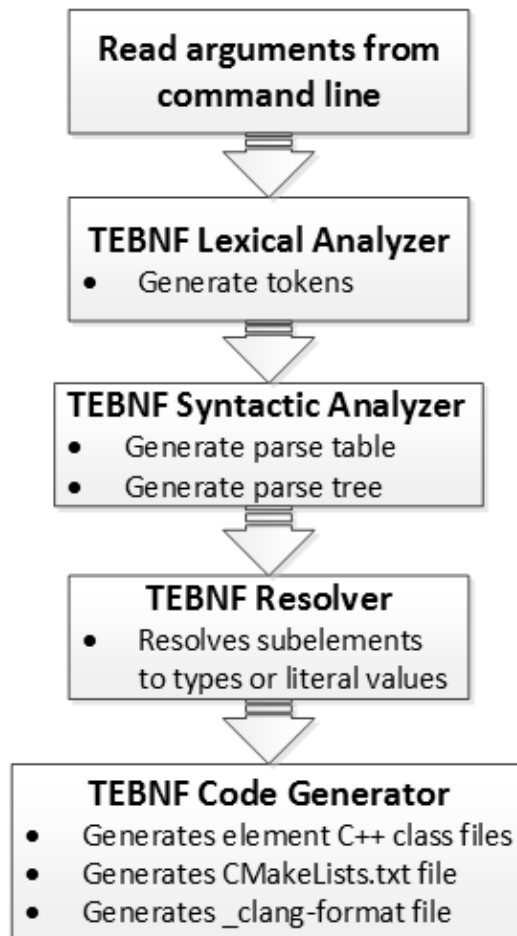 Read arguments from
command line
TEBNF Lexical Analyzer
• Generate tokens
TEBNF Syntactic Analyzer
• Generate parse table
• Generate parse tree
TEBNF Resolver
• Resolves subelements
to types or literal values
TEBNF Code Generator
• Generates element C++ class files
• Generates CMakeLists.txt file
• Generates _clang-format file